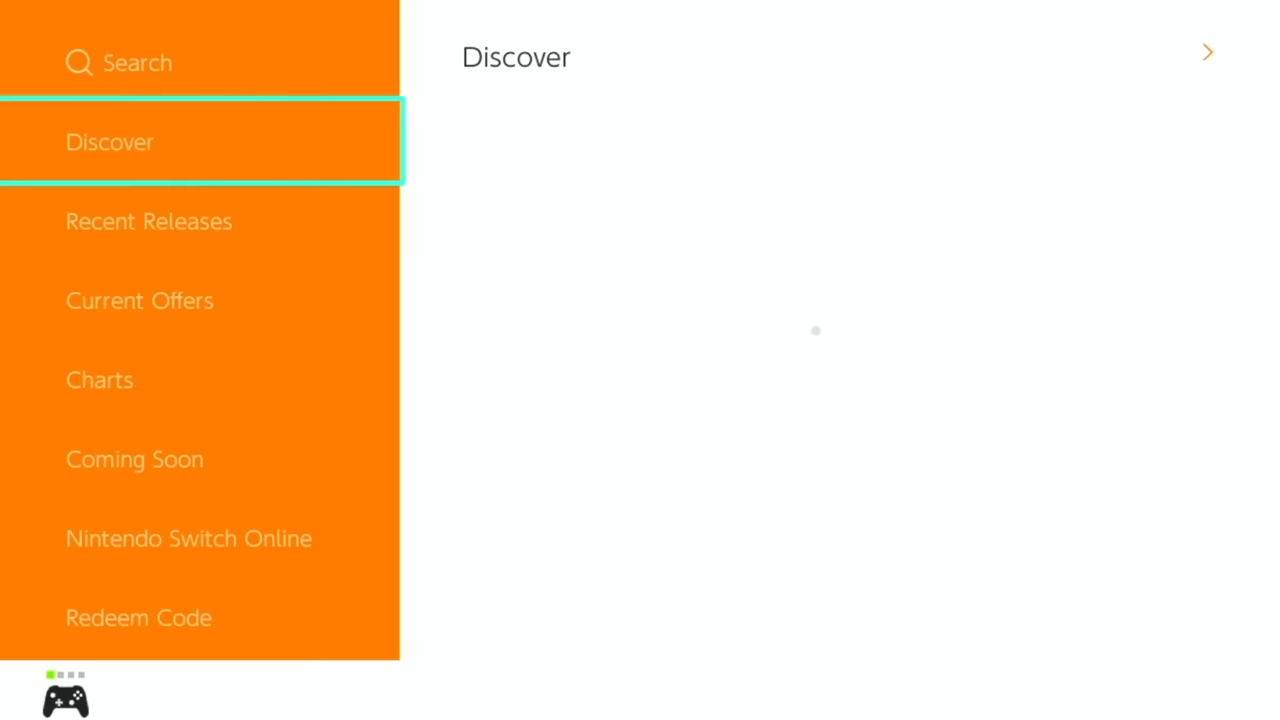 Search
Discover
Recent Releases
Current Offers
Charts
Coming Soon
Nintendo Switch Online
Redeem Code
Discover